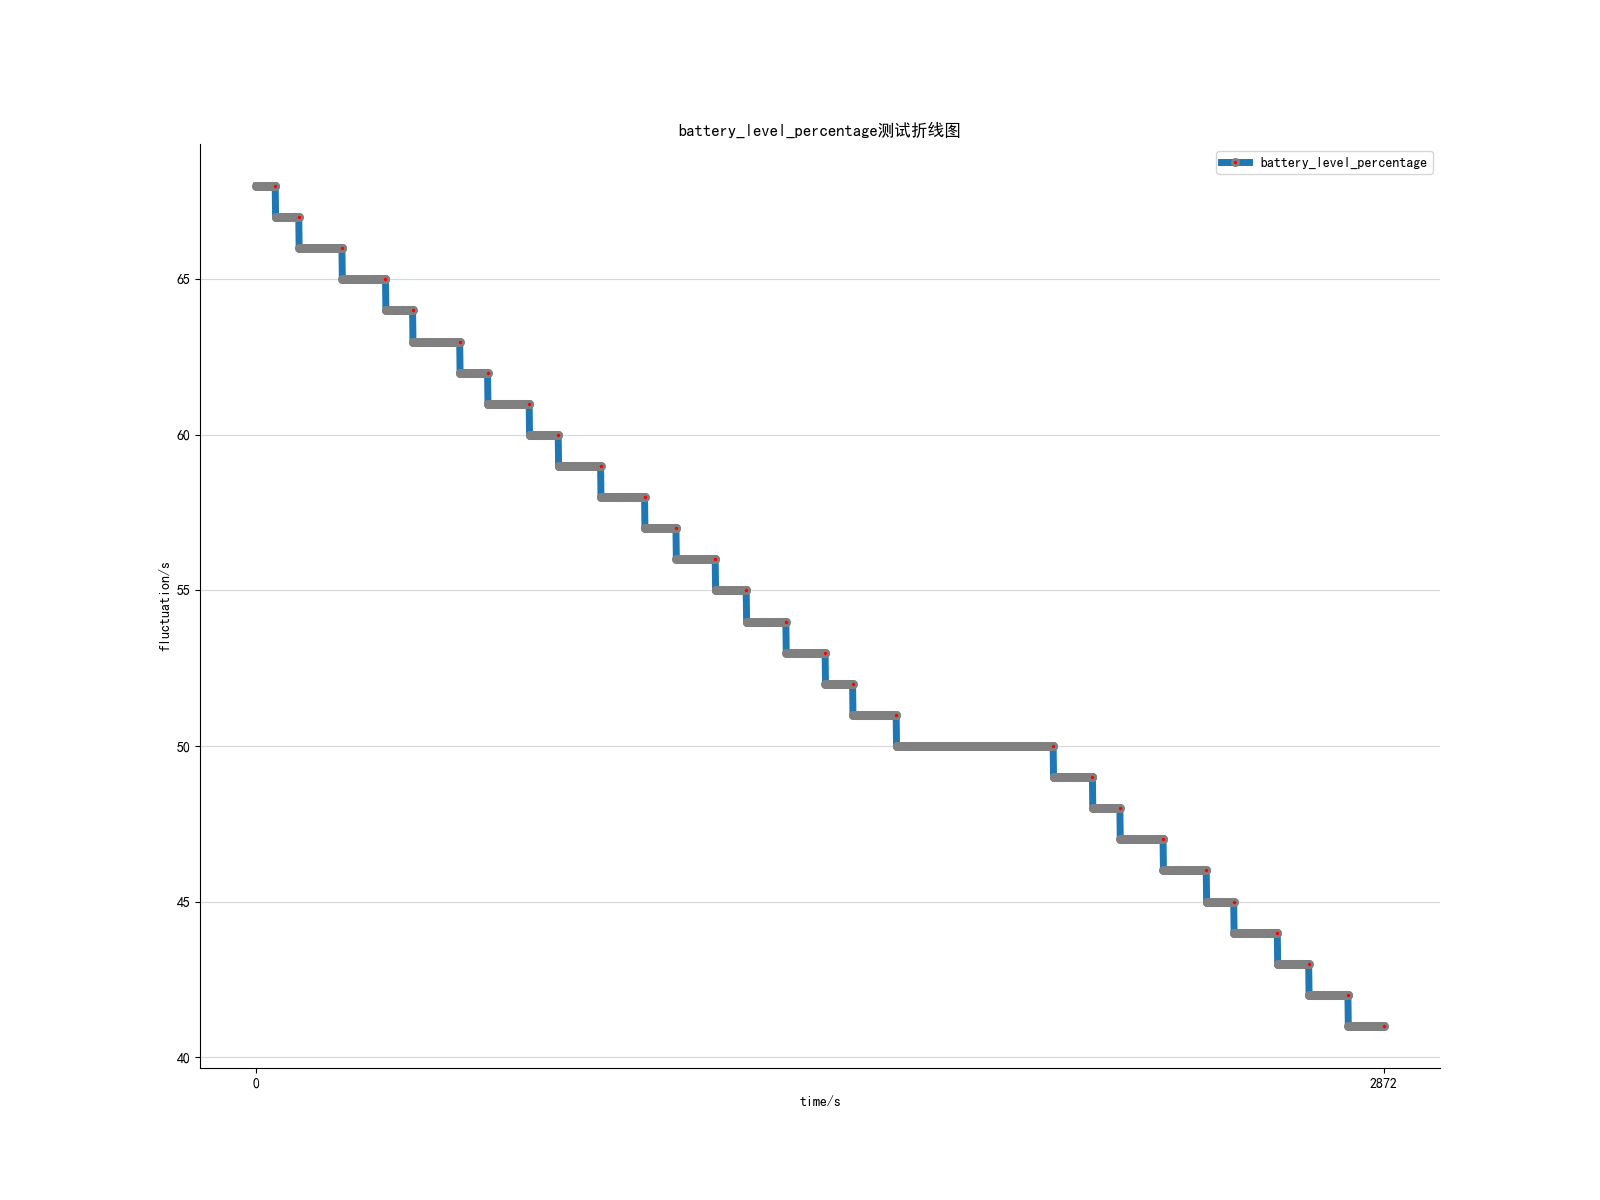 battery_level_percentage测试折线图
battery_level_percentage
65
60
55
50
45
40
fluctuation/s
0
2872
time/s